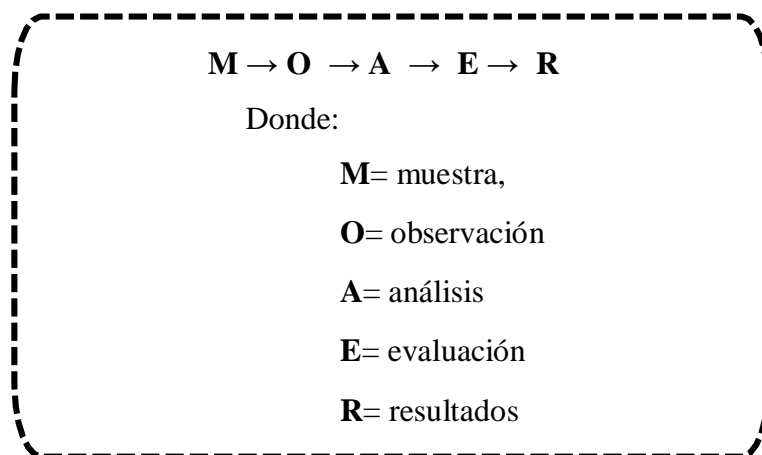 M → O → A → E → R
Donde:
M= muestra,
O= observación
A= análisis
E= evaluación
R= resultados